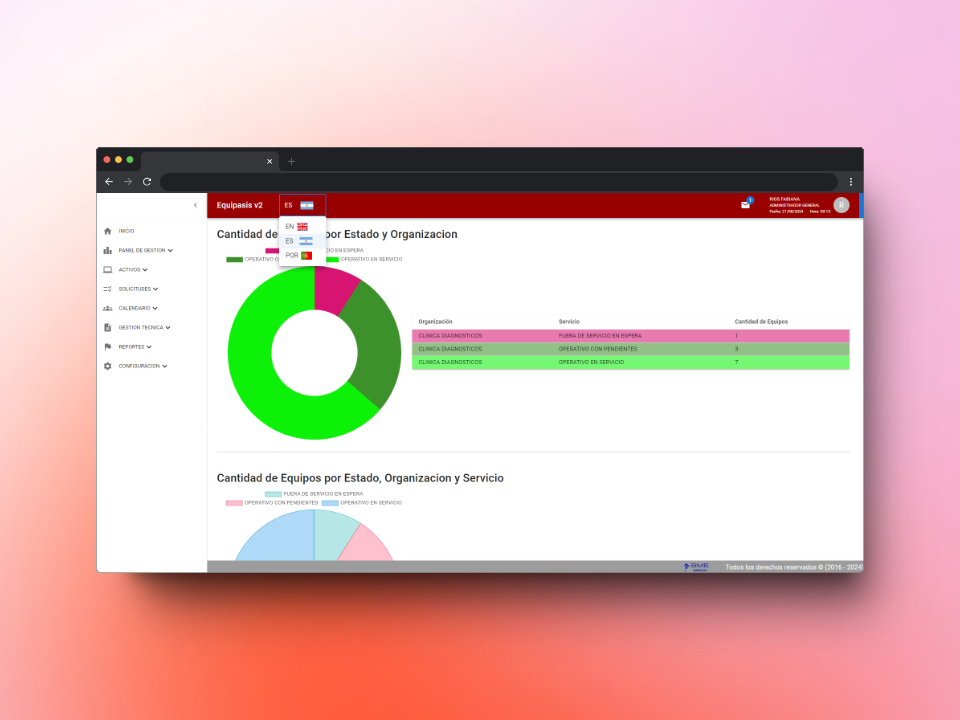 Equipasis v2
ES
1
RIOS FABIANA
ADMINISTRADOR GENERAL
Fecha: 21/08/2024 Hora: 09:13
R
EN
ES
POR
INICIO
PANEL DE GESTION
ACTIVOS
SOLICITUDES
CALENDARIO
GESTION TECNICA
REPORTES
CONFIGURACION
Cantidad de por Estado y Organizacion
CIO EN ESPERA
OPERATIVO C OPERATIVO EN SERVICIO
Organización Servicio Cantidad de Equipos
CLINICA DIAGNOSTICOS FUERA DE SERVICIO EN ESPERA 1
CLINICA DIAGNOSTICOS OPERATIVO CON PENDIENTES 3
CLINICA DIAGNOSTICOS OPERATIVO EN SERVICIO 7
Cantidad de Equipos por Estado, Organizacion y Servicio
FUERA DE SERVICIO EN ESPERA
OPERATIVO CON PENDIENTES OPERATIVO EN SERVICIO
BME
Todos los derechos reservados © (2016 - 2024)